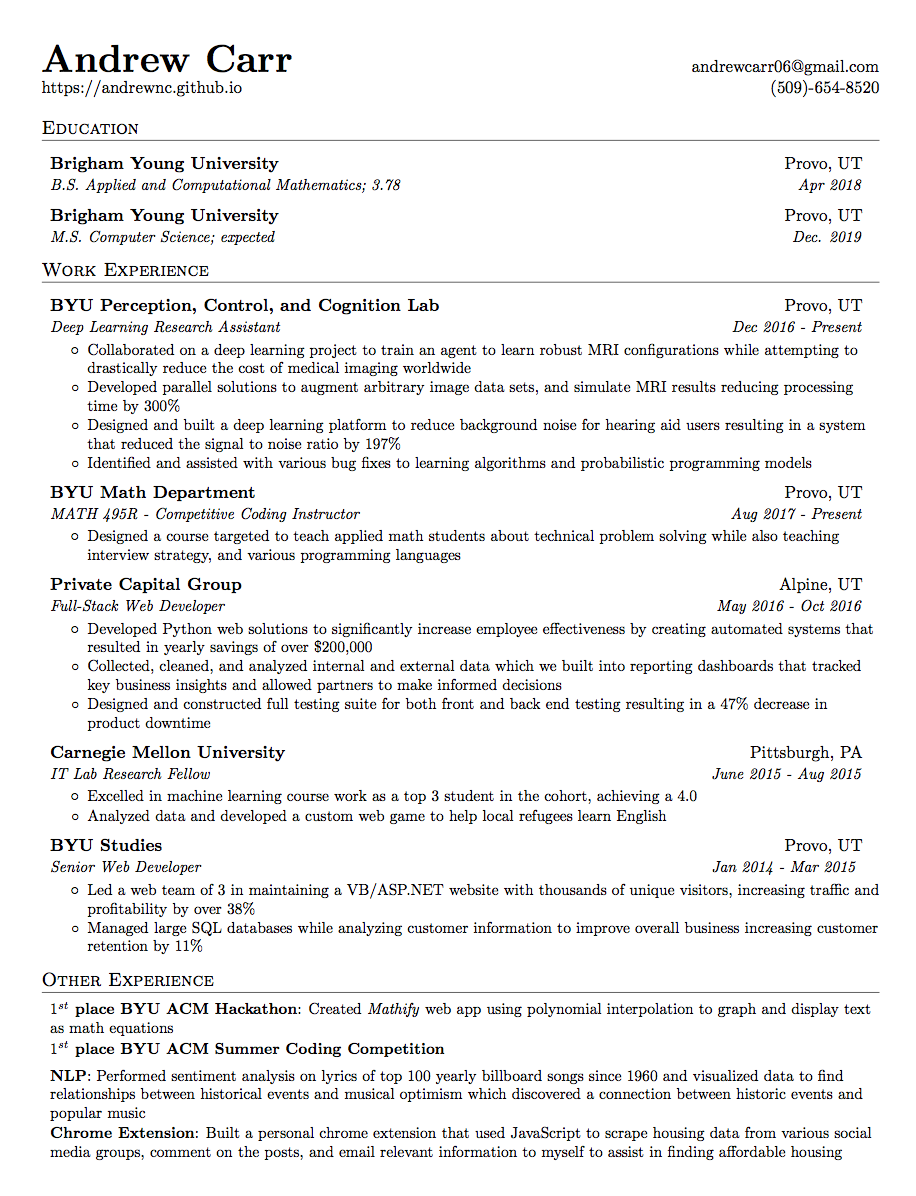 Andrew Carr
andrewcarr06@gmail.com
https://andrewnc.github.io
(509)-654-8520
Education
Brigham Young University Provo, UT
B.S. Applied and Computational Mathematics; 3.78 Apr 2018
Brigham Young University Provo, UT
M.S. Computer Science; expected Dec. 2019
Work Experience
BYU Perception, Control, and Cognition Lab Provo, UT
Deep Learning Research Assistant Dec 2016 - Present
◦ Collaborated on a deep learning project to train an agent to learn robust MRI configurations while attempting to
drastically reduce the cost of medical imaging worldwide
◦ Developed parallel solutions to augment arbitrary image data sets, and simulate MRI results reducing processing
time by 300%
◦ Designed and built a deep learning platform to reduce background noise for hearing aid users resulting in a system
that reduced the signal to noise ratio by 197%
◦ Identified and assisted with various bug fixes to learning algorithms and probabilistic programming models
BYU Math Department Provo, UT
MATH 495R - Competitive Coding Instructor Aug 2017 - Present
◦ Designed a course targeted to teach applied math students about technical problem solving while also teaching
interview strategy, and various programming languages
Private Capital Group Alpine, UT
Full-Stack Web Developer May 2016 - Oct 2016
◦ Developed Python web solutions to significantly increase employee effectiveness by creating automated systems that
resulted in yearly savings of over $200,000
◦ Collected, cleaned, and analyzed internal and external data which we built into reporting dashboards that tracked
key business insights and allowed partners to make informed decisions
◦ Designed and constructed full testing suite for both front and back end testing resulting in a 47% decrease in
product downtime
Carnegie Mellon University Pittsburgh, PA
IT Lab Research Fellow June 2015 - Aug 2015
◦ Excelled in machine learning course work as a top 3 student in the cohort, achieving a 4.0
◦ Analyzed data and developed a custom web game to help local refugees learn English
BYU Studies Provo, UT
Senior Web Developer Jan 2014 - Mar 2015
◦ Led a web team of 3 in maintaining a VB/ASP.NET website with thousands of unique visitors, increasing traffic and
profitability by over 38%
◦ Managed large SQL databases while analyzing customer information to improve overall business increasing customer
retention by 11%
Other Experience
1st place BYU ACM Hackathon: Created Mathify web app using polynomial interpolation to graph and display text
as math equations
1st place BYU ACM Summer Coding Competition
NLP: Performed sentiment analysis on lyrics of top 100 yearly billboard songs since 1960 and visualized data to find
relationships between historical events and musical optimism which discovered a connection between historic events and
popular music
Chrome Extension: Built a personal chrome extension that used JavaScript to scrape housing data from various social
media groups, comment on the posts, and email relevant information to myself to assist in finding affordable housing